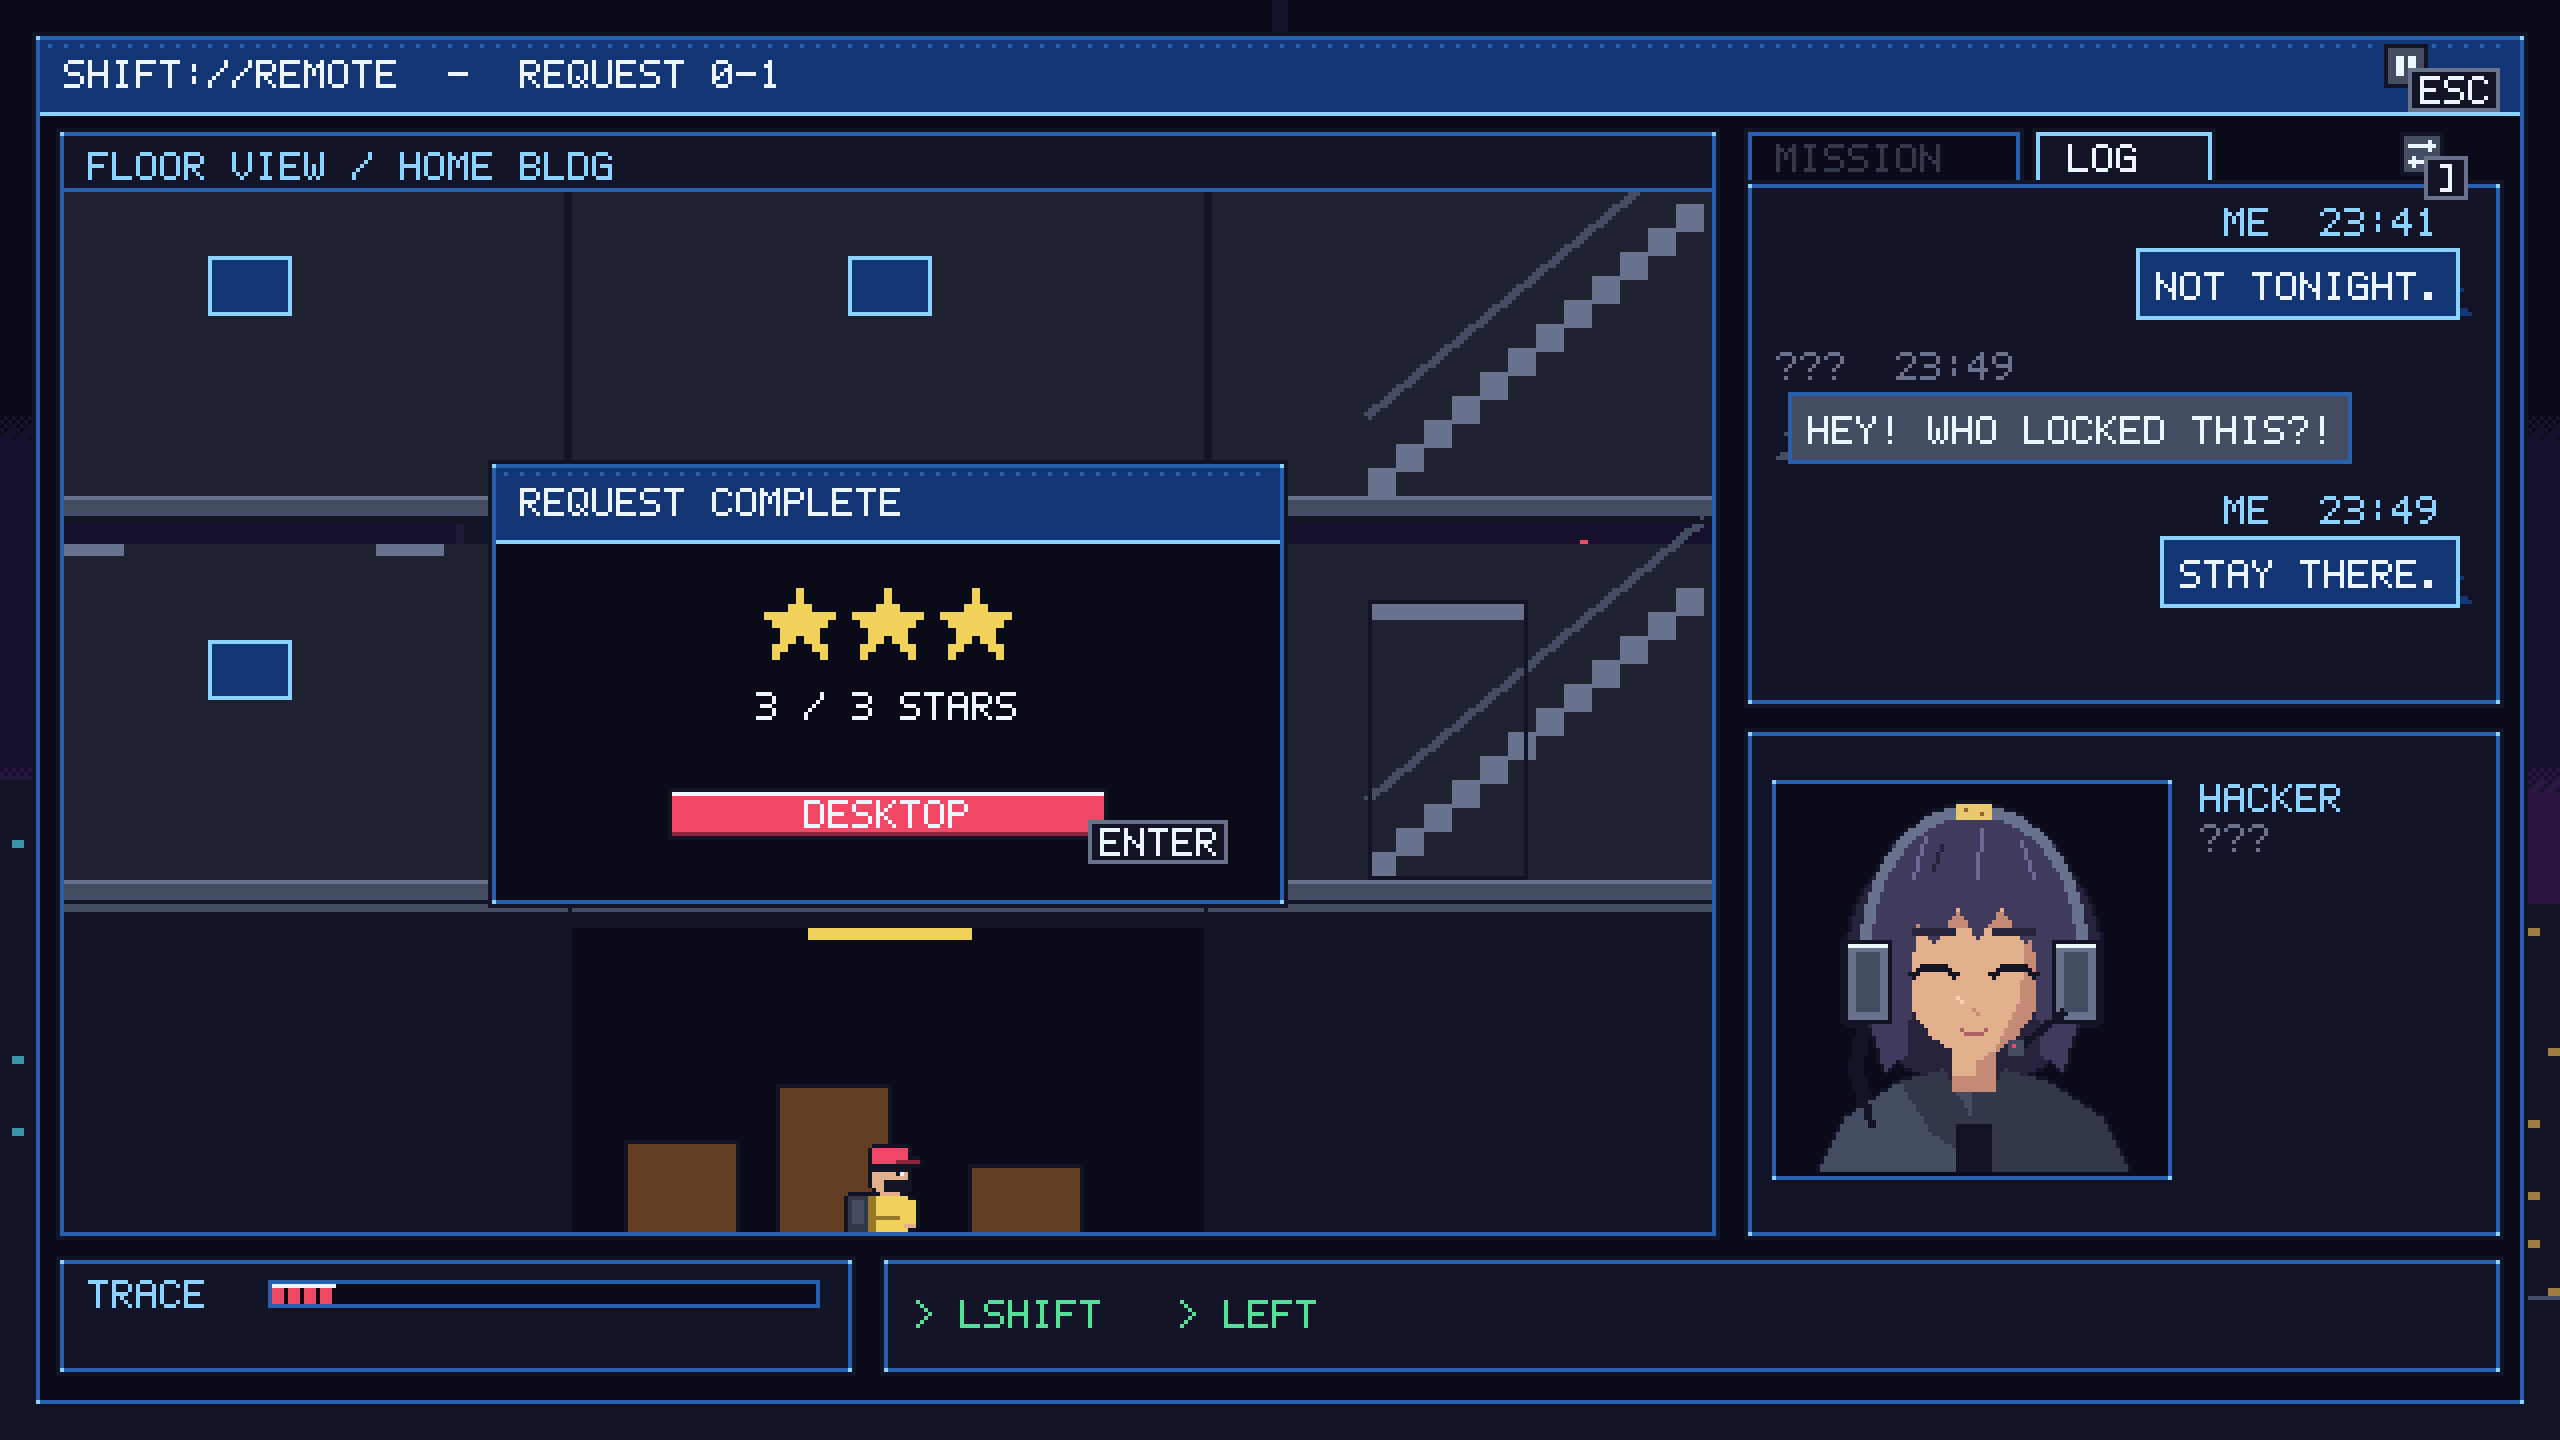 SHIFT://REMOTE - REQUEST 0-1
ESC
FLOOR VIEW / HOME BLDG
MISSION
LOG
]
ME 23:41
NOT TONIGHT.
??? 23:49
HEY! WHO LOCKED THIS?!
ME 23:49
STAY THERE.
REQUEST COMPLETE
3 / 3 STARS
DESKTOP
ENTER
HACKER
???
TRACE
> LSHIFT > LEFT